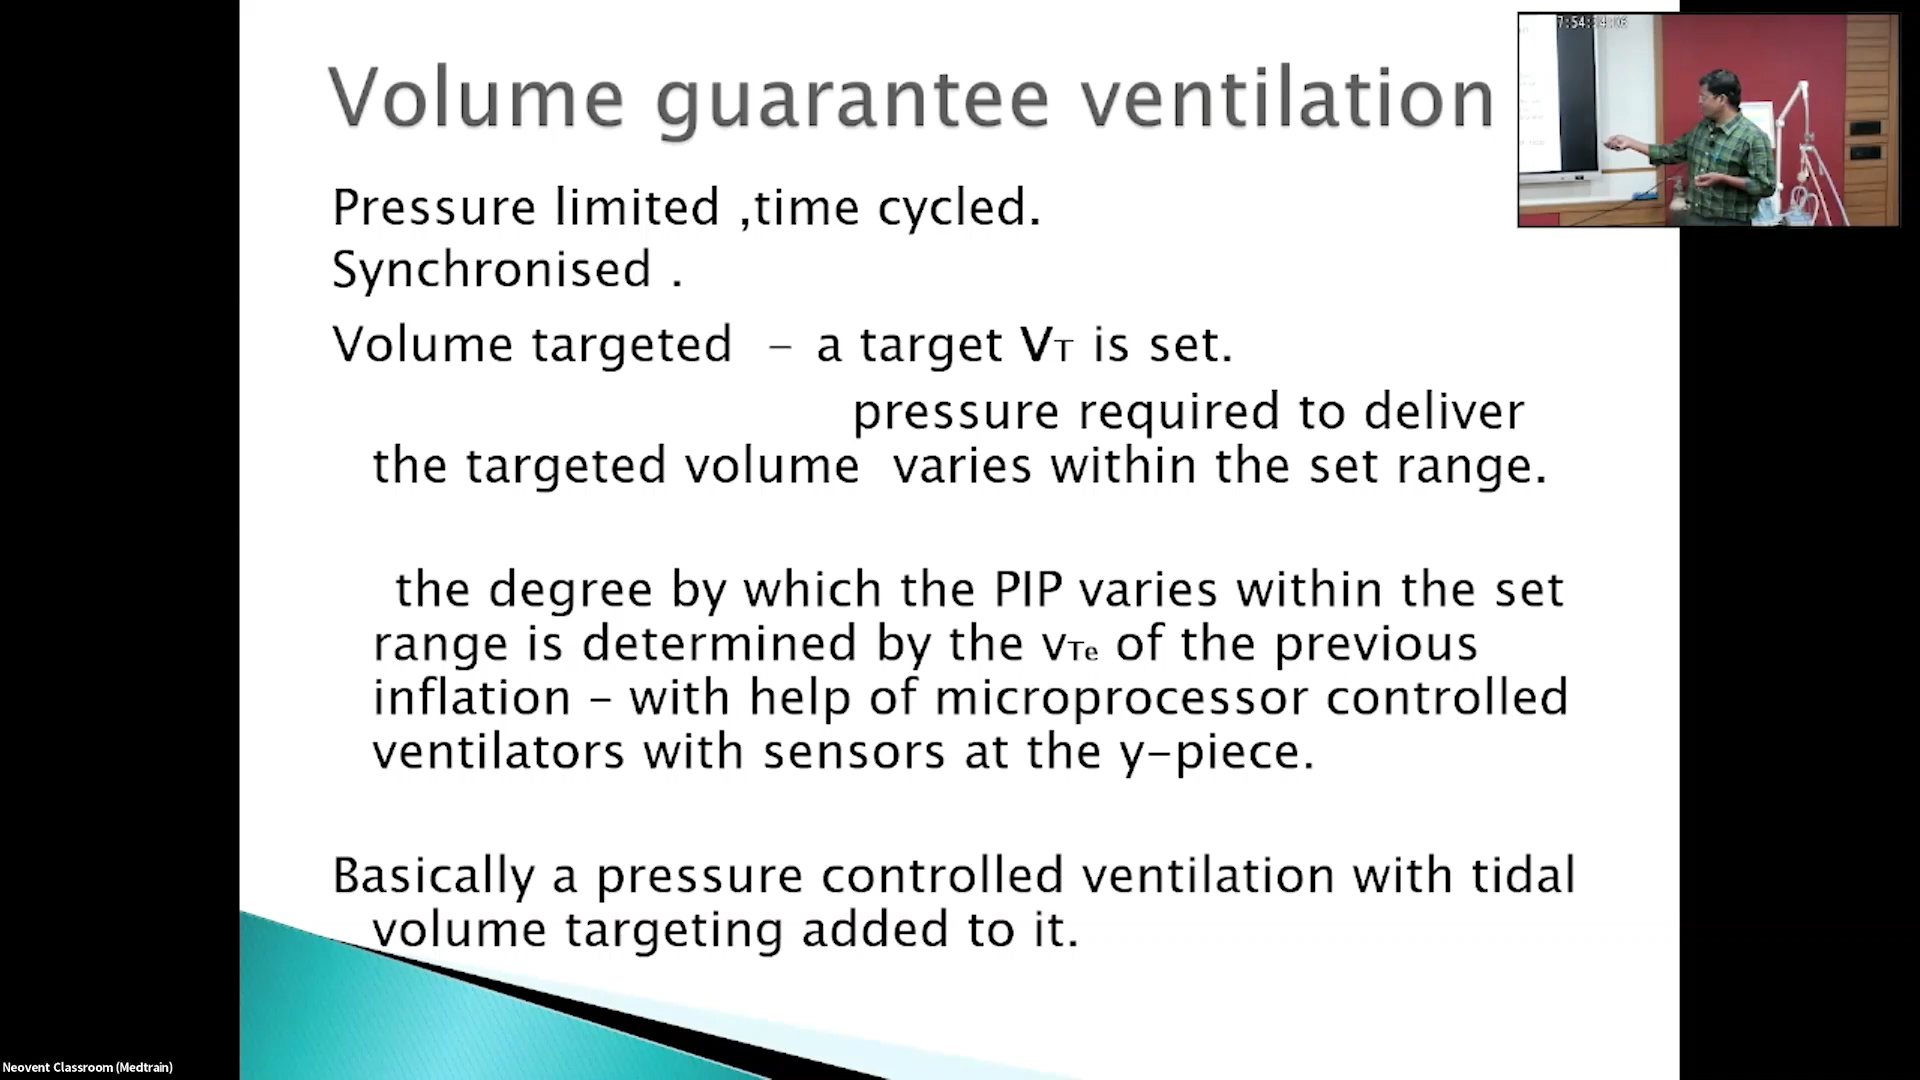 Volume guarantee ventilation
Pressure limited ,time cycled.
Synchronised .
Volume targeted – a target VT is set.
pressure required to deliver
the targeted volume varies within the set range.
the degree by which the PIP varies within the set
range is determined by the vTe of the previous
inflation – with help of microprocessor controlled
ventilators with sensors at the y–piece.
Basically a pressure controlled ventilation with tidal
volume targeting added to it.
Neovent Classroom (Medtrain)